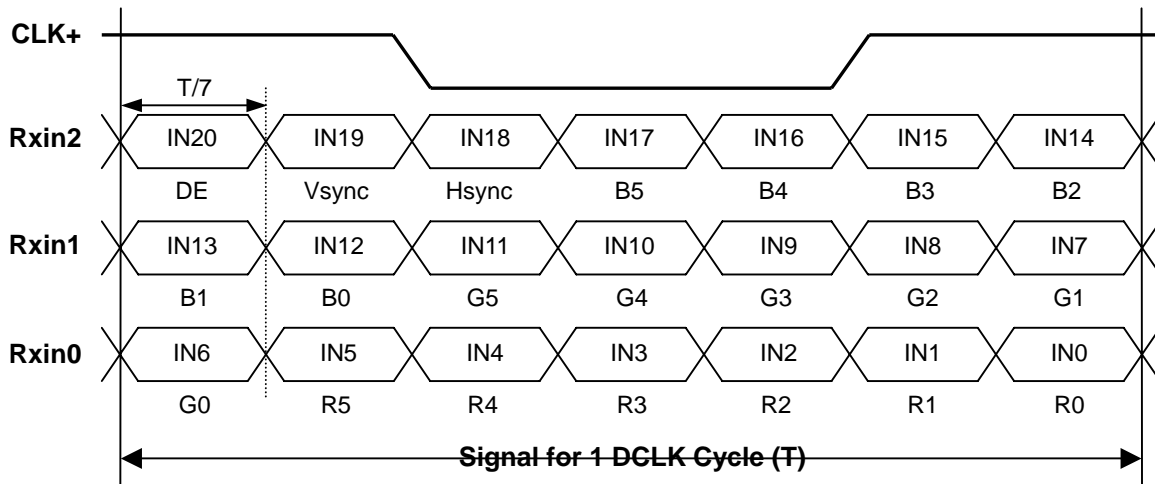 CLK+
T/7
Rxin2 IN20 IN19 IN18 IN17 IN16 IN15 IN14
DE Vsync Hsync B5 B4 B3 B2
Rxin1 IN13 IN12 IN11 IN10 IN9 IN8 IN7
B1 B0 G5 G4 G3 G2 G1
Rxin0 IN6 IN5 IN4 IN3 IN2 IN1 IN0
G0 R5 R4 R3 R2 R1 R0
Signal for 1 DCLK Cycle (T)